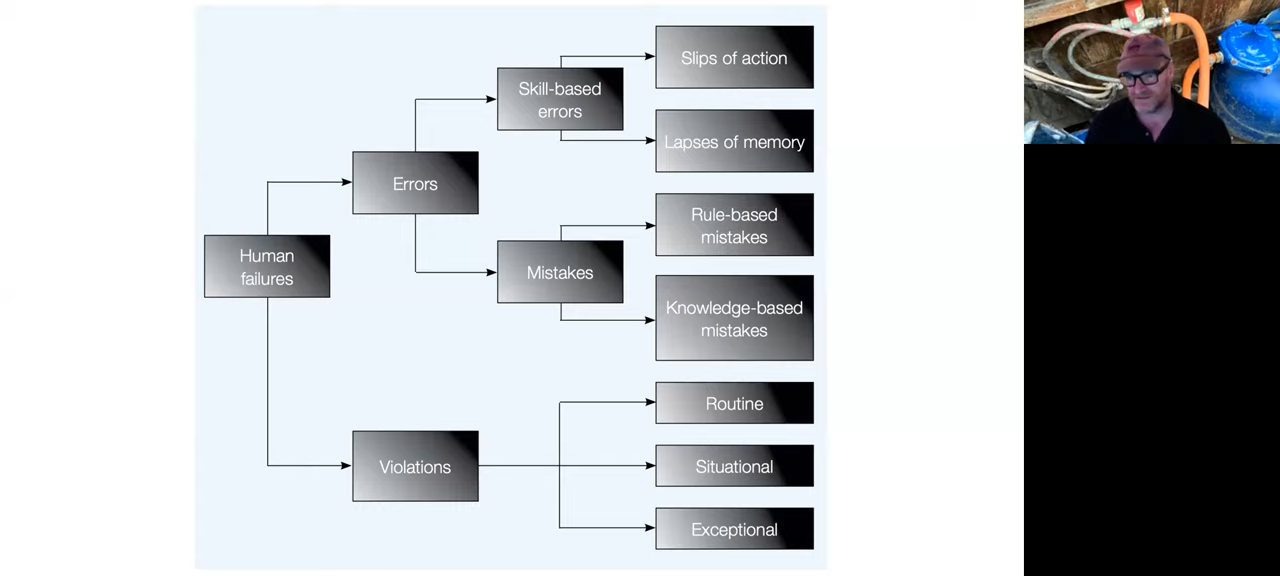 Human
failures
Errors
Skill-based
errors
Slips of action
Lapses of memory
Mistakes
Rule-based
mistakes
Knowledge-based
mistakes
Violations
Routine
Situational
Exceptional